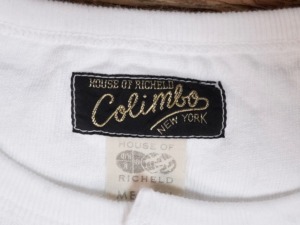 HOUSE OF RICHELD
Colimbo
NEW YORK
HOUSE OF
RICHELD